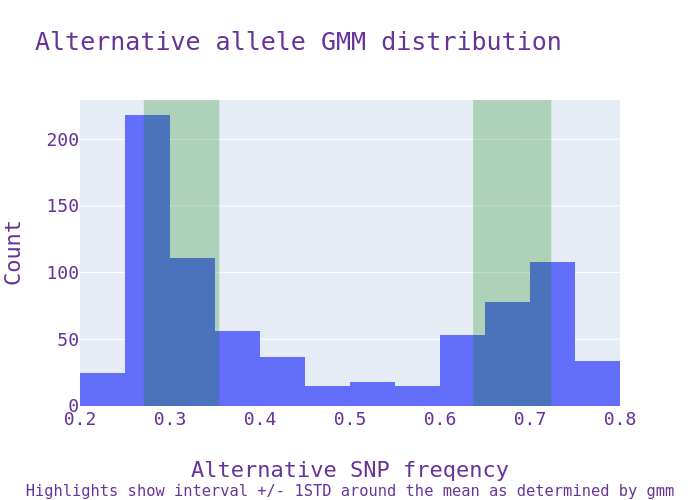 Alternative allele GMM distribution
200
150
100
50
0
Count
0.2 0.3 0.4 0.5 0.6 0.7 0.8
Alternative SNP freqency
Highlights show interval +/- 1STD around the mean as determined by gmm